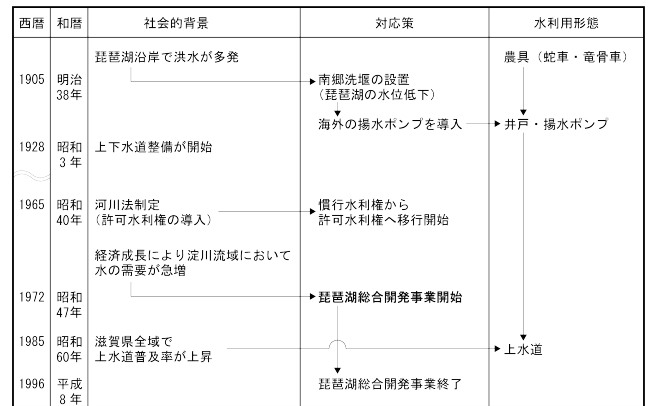 西暦 和暦 社会的背景 対応策 水利用形態
琵琶湖沿岸で洪水が多発 農具（蛇車・竜骨車）
1905 明治 南郷洗堰の設置
38年 （琵琶湖の水位低下）
海外の揚水ポンプを導入 井戸・揚水ポンプ
1928 昭和 上下水道整備が開始
3年
1965 昭和 河川法制定 慣行水利権から
40年 （許可水利権の導入） 許可水利権へ移行開始
経済成長により淀川流域において
水の需要が急増
1972 昭和 琵琶湖総合開発事業開始
47年
1985 昭和 滋賀県全域で 上水道
60年 上水道普及率が上昇
1996 平成 琵琶湖総合開発事業終了
8年